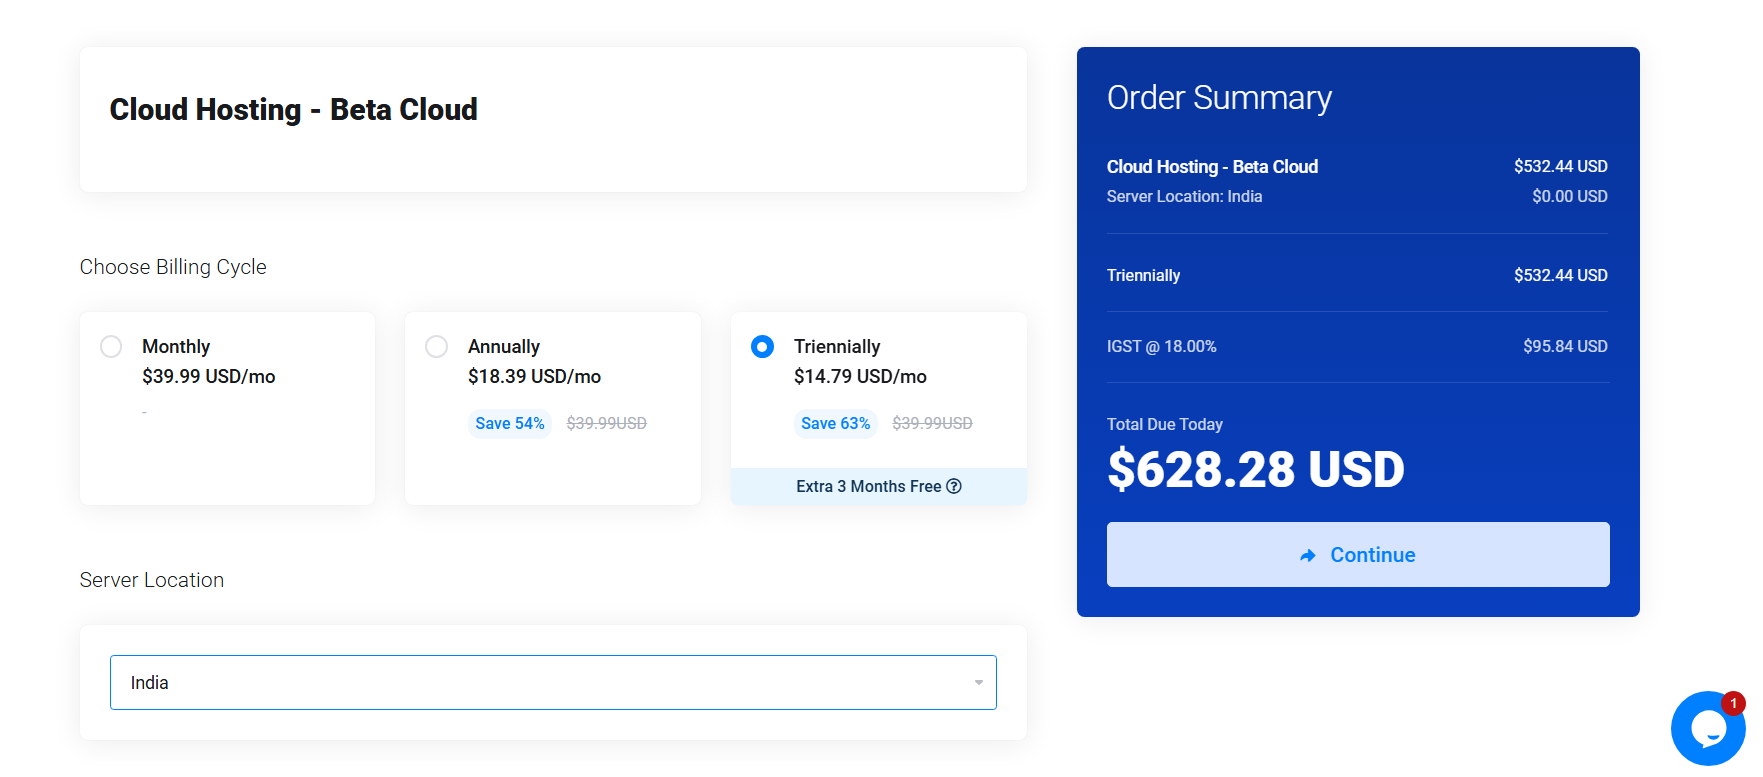 Cloud Hosting - Beta Cloud
Choose Billing Cycle
Monthly
$39.99 USD/mo
-
Annually
$18.39 USD/mo
Save 54% $39.99USD
Triennially
$14.79 USD/mo
Save 63% $39.99USD
Extra 3 Months Free
Server Location
India
Order Summary
Cloud Hosting - Beta Cloud $532.44 USD
Server Location: India $0.00 USD
Triennially $532.44 USD
IGST @ 18.00% $95.84 USD
Total Due Today
$628.28 USD
Continue
1